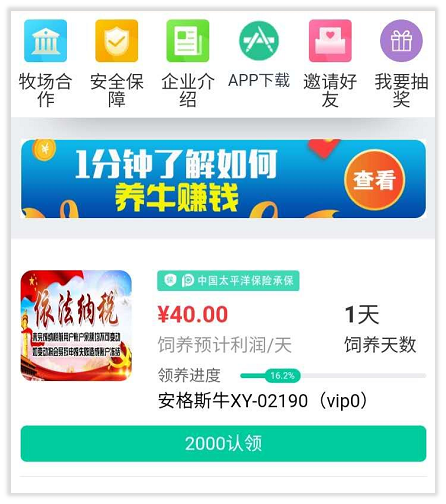 牧场合作
安全保障
企业介绍
APP下载
邀请好友
我要抽奖
1分钟了解如何
养牛赚钱
查看
依法纳税
中国太平洋保险承保
¥40.00
1天
饲养预计利润/天
饲养天数
领养进度
16.2%
安格斯牛XY-02190（vip0）
2000认领